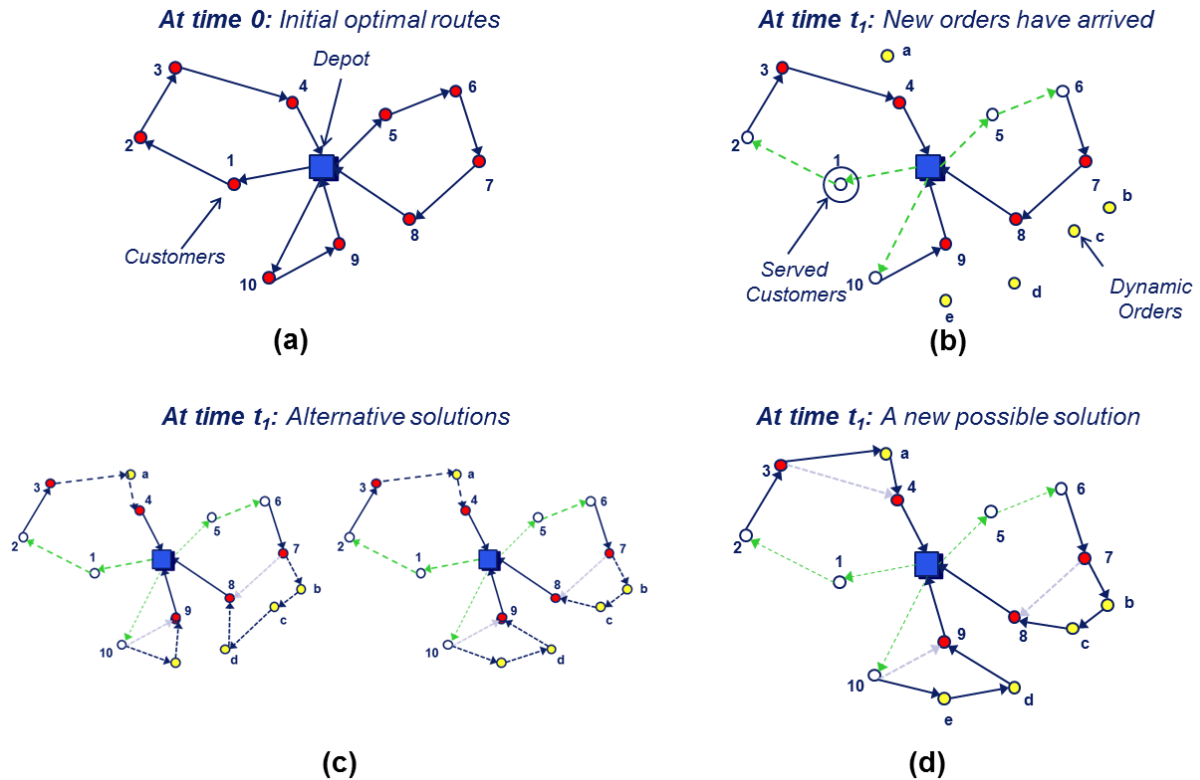 At time 0: Initial optimal routes
Depot
3
4
6
5
2
1
7
8
Customers
9
10
(a)
At time t1: New orders have arrived
a
3
4
6
5
2
1
7
b
8
c
9
10
Served
Customers
d
e
Dynamic
Orders
(b)
At time t1: Alternative solutions
a
3
4
6
5
2
1
7
8
b
9
c
10
d
a
3
4
6
5
2
1
7
8
b
9
c
10
d
(c)
At time t1: A new possible solution
a
3
4
6
5
2
1
7
b
8
9
c
10
d
e
(d)